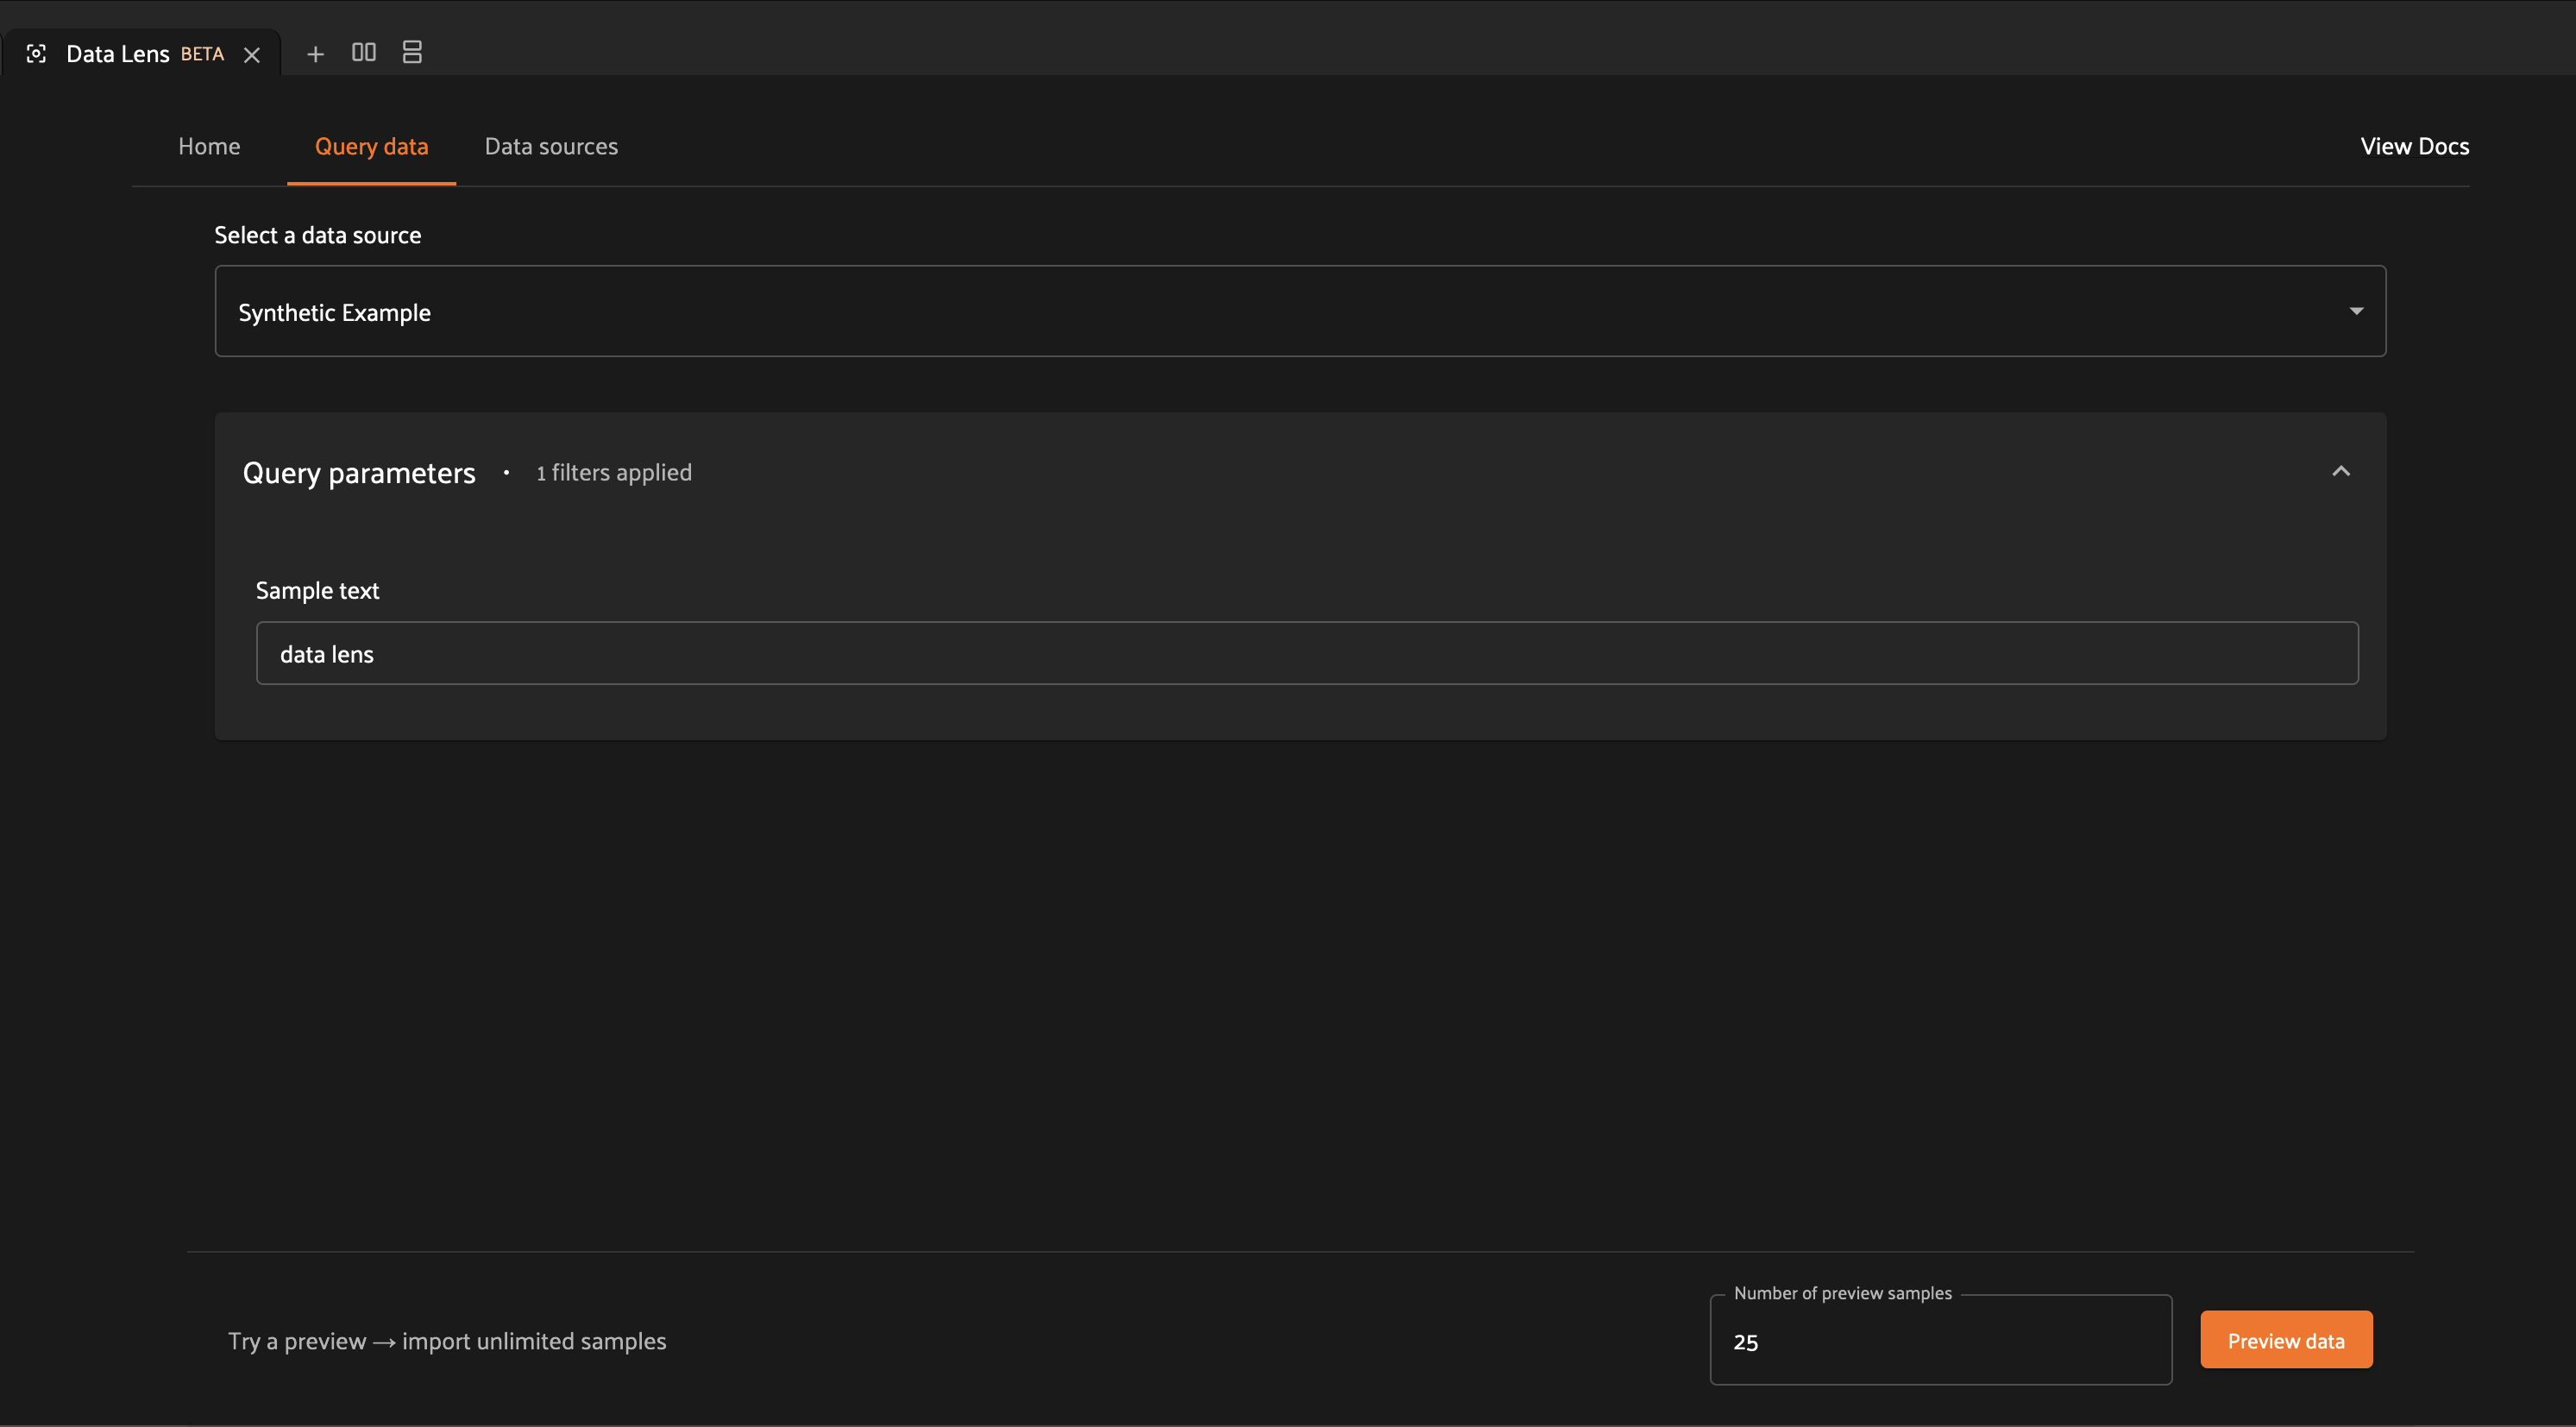 Data Lens BETA
Home Query data Data sources View Docs
Select a data source
Synthetic Example
Query parameters • 1 filters applied
Sample text
data lens
Number of preview samples
Try a preview → import unlimited samples 25 Preview data